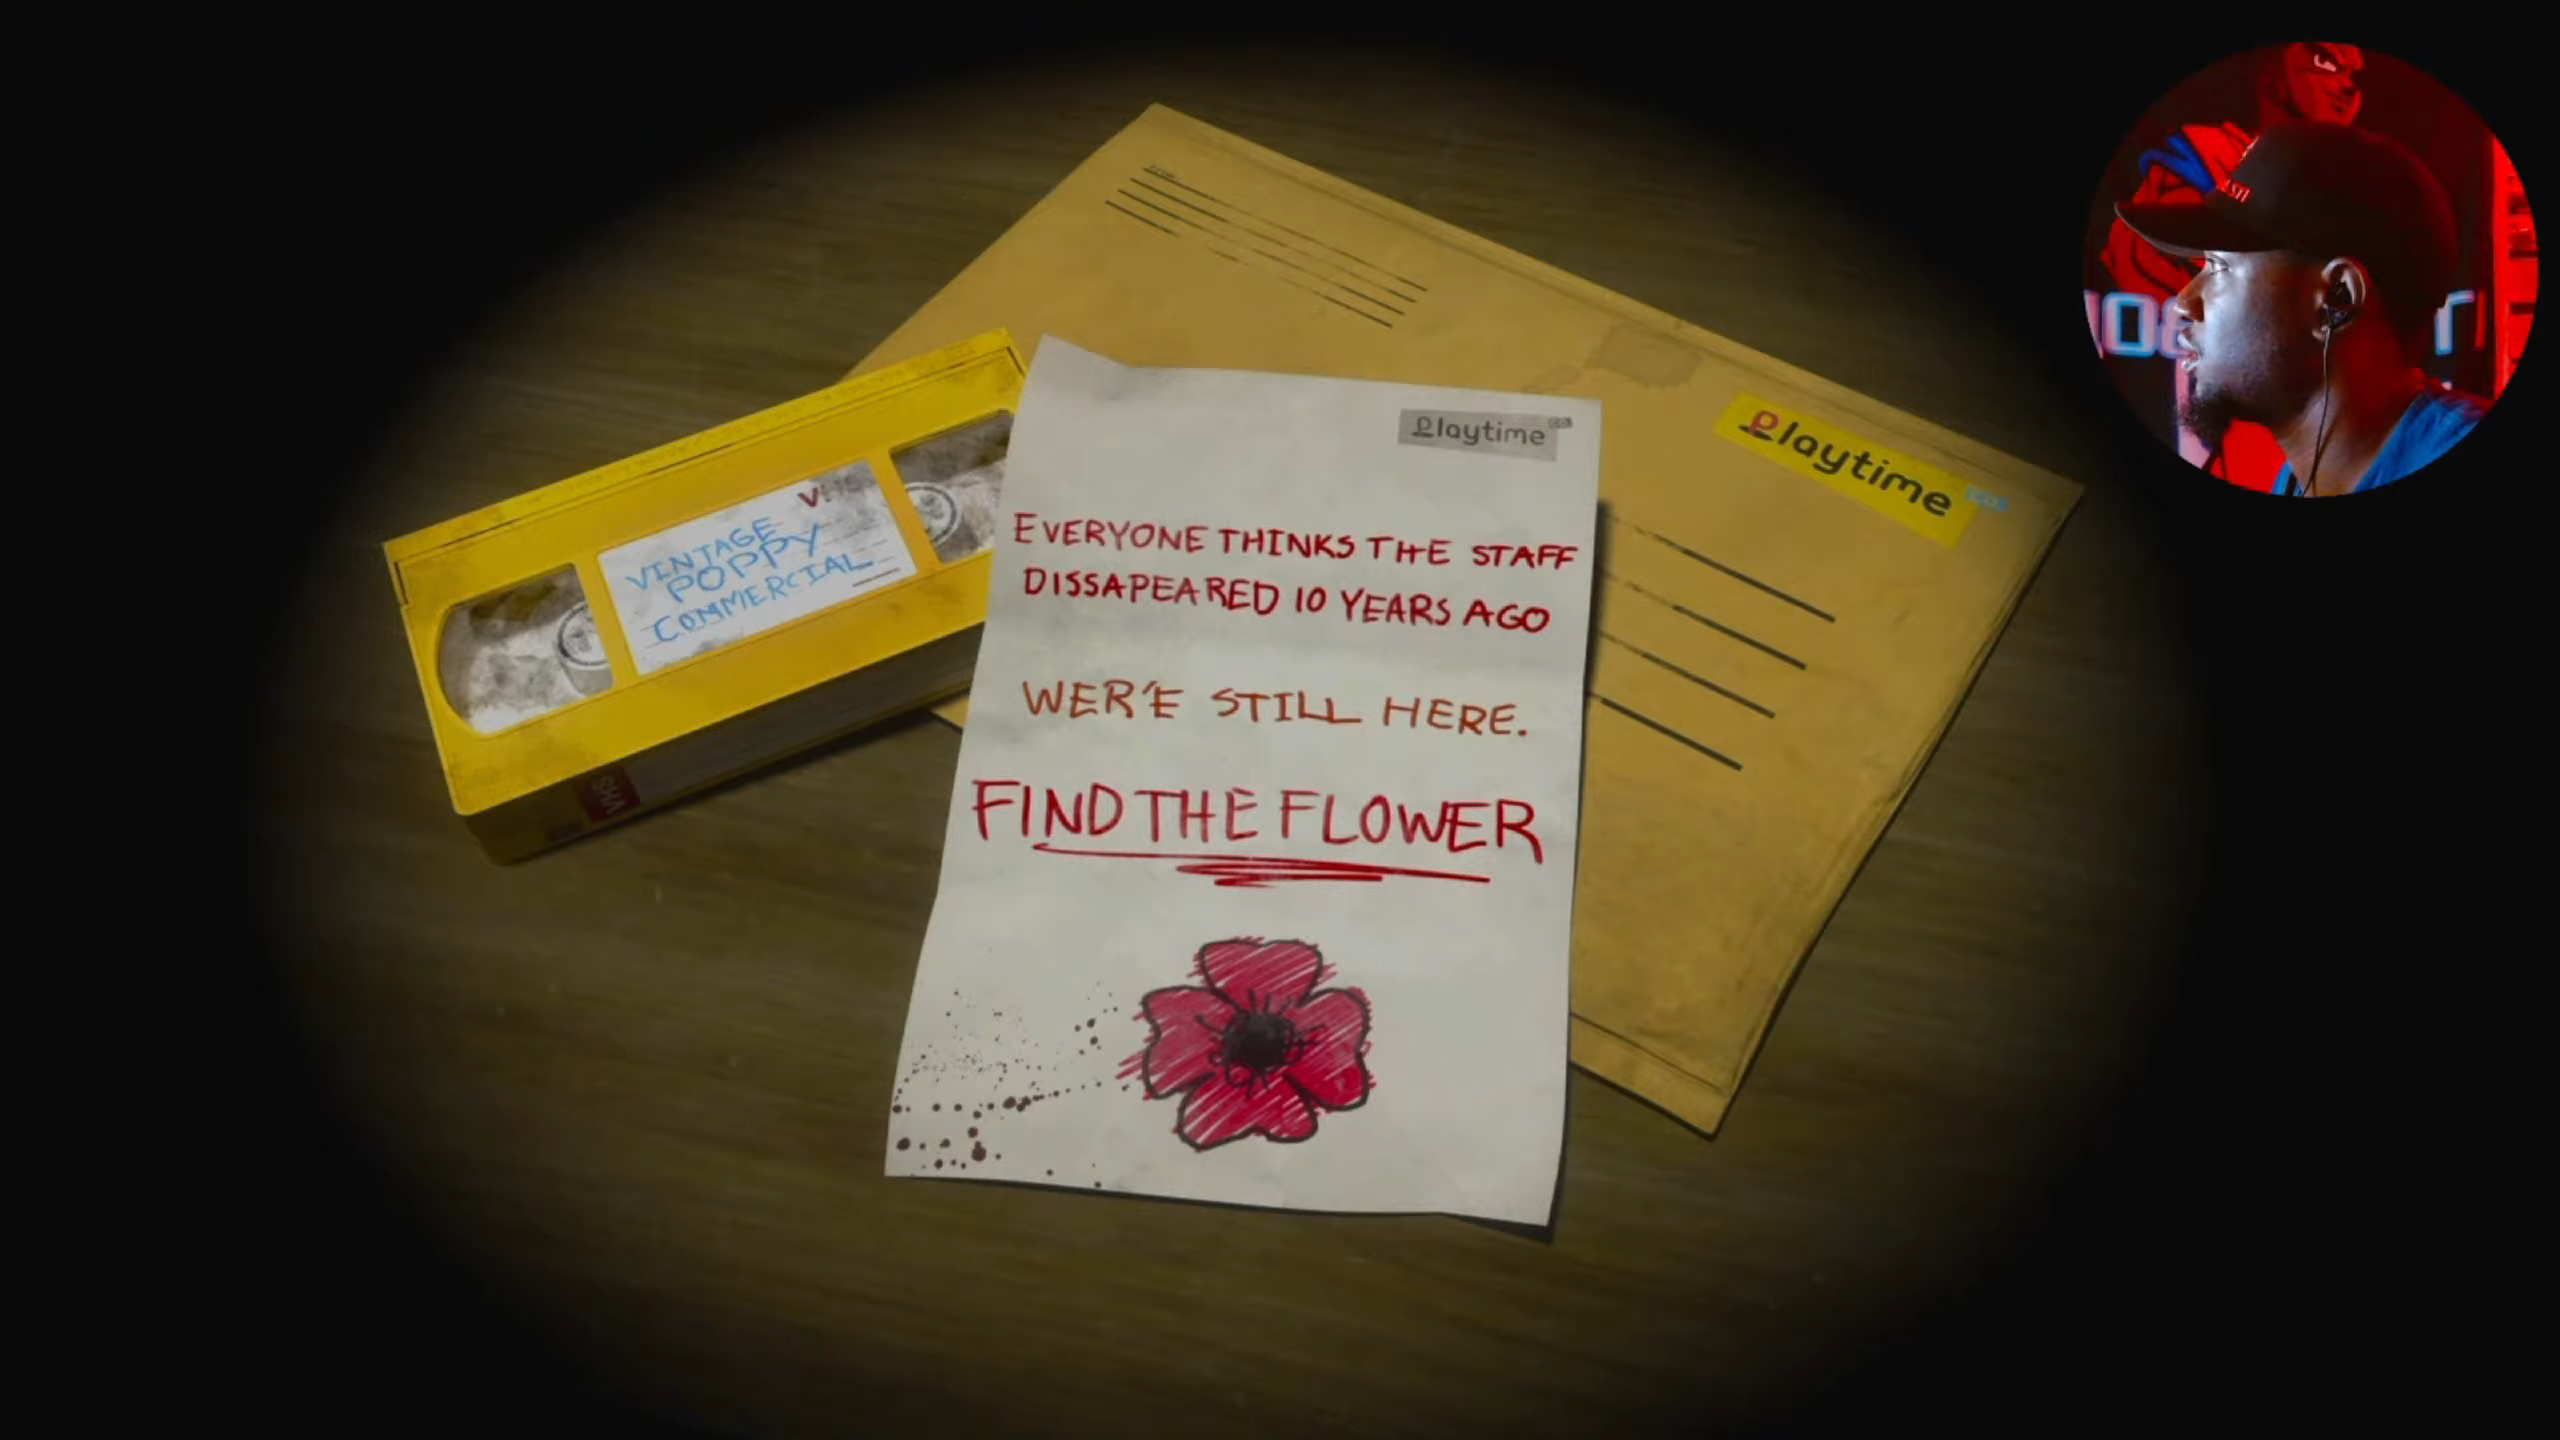 Playtime co.
EVERYONE THINKS THE STAFF
DISSAPEARED 10 YEARS AGO
WER'E STILL HERE.
FIND THE FLOWER
VINTAGE
POPPY
COMMERCIAL
VHS
Playtime